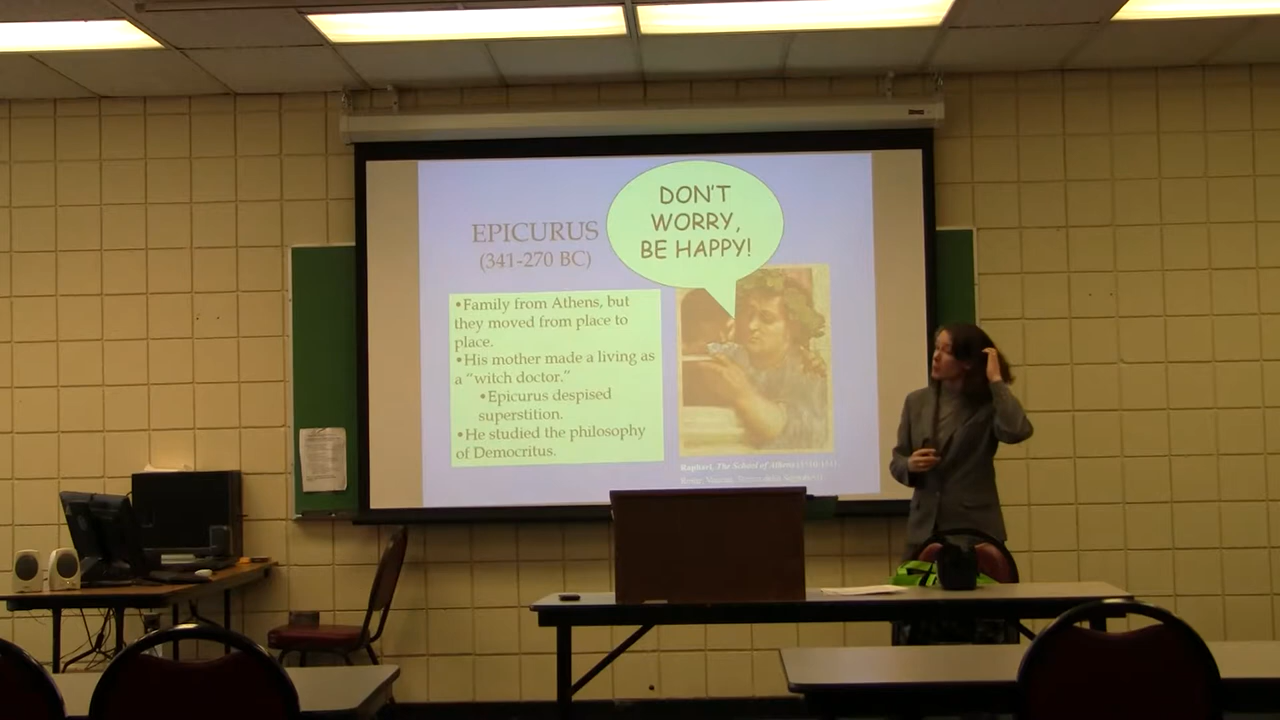 DON'T
WORRY,
BE HAPPY!
EPICURUS
(341-270 BC)
•Family from Athens, but
they moved from place to
place.
•His mother made a living as
a “witch doctor.”
•Epicurus despised
superstition.
•He studied the philosophy
of Democritus.
Raphael, The School of Athens